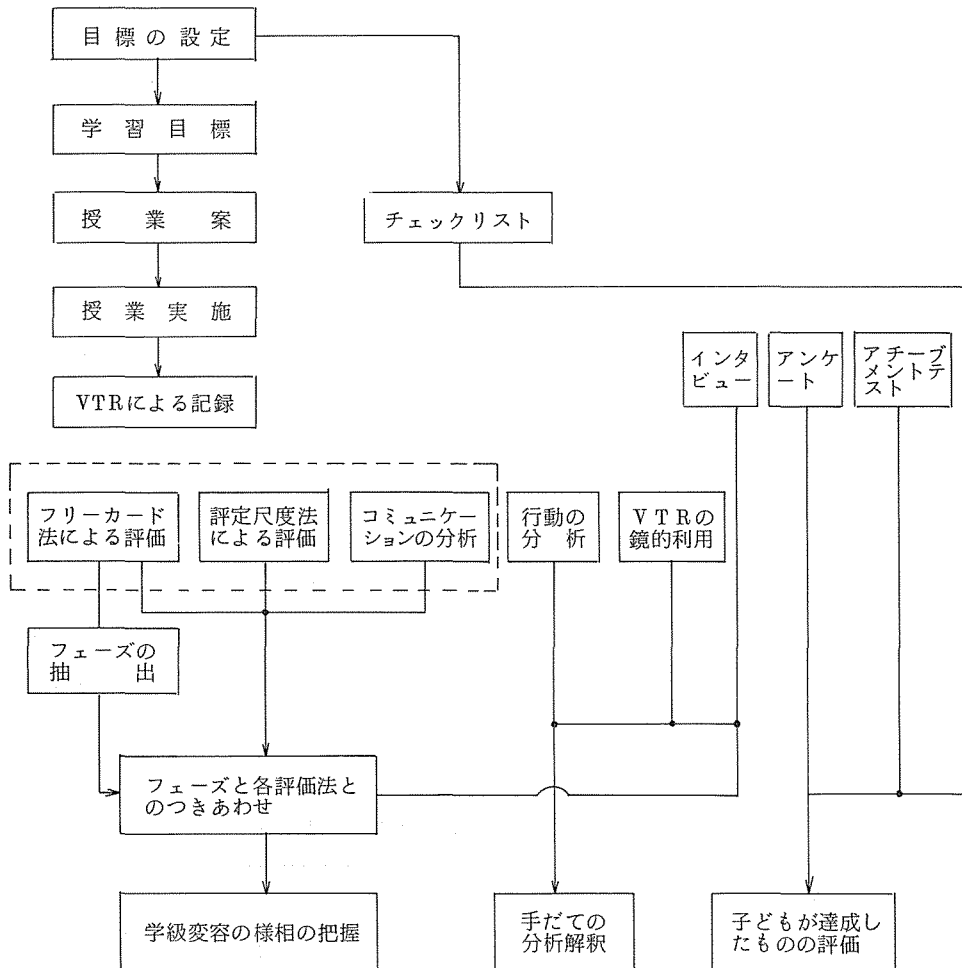 目標の設定
学習目標
授業案
チェックリスト
授業実施
VTRによる記録
インタ
ビュー
アンケ
ート
アチーブ
メントテ
スト
フリーカード
法による評価
評定尺度法
による評価
コミュニケー
ションの分析
行動の
分析
VTRの
鏡的利用
フェーズの
抽出
フェーズと各評価法と
のつきあわせ
学級変容の様相の把握
手だての
分析解釈
子どもが達成し
たものの評価